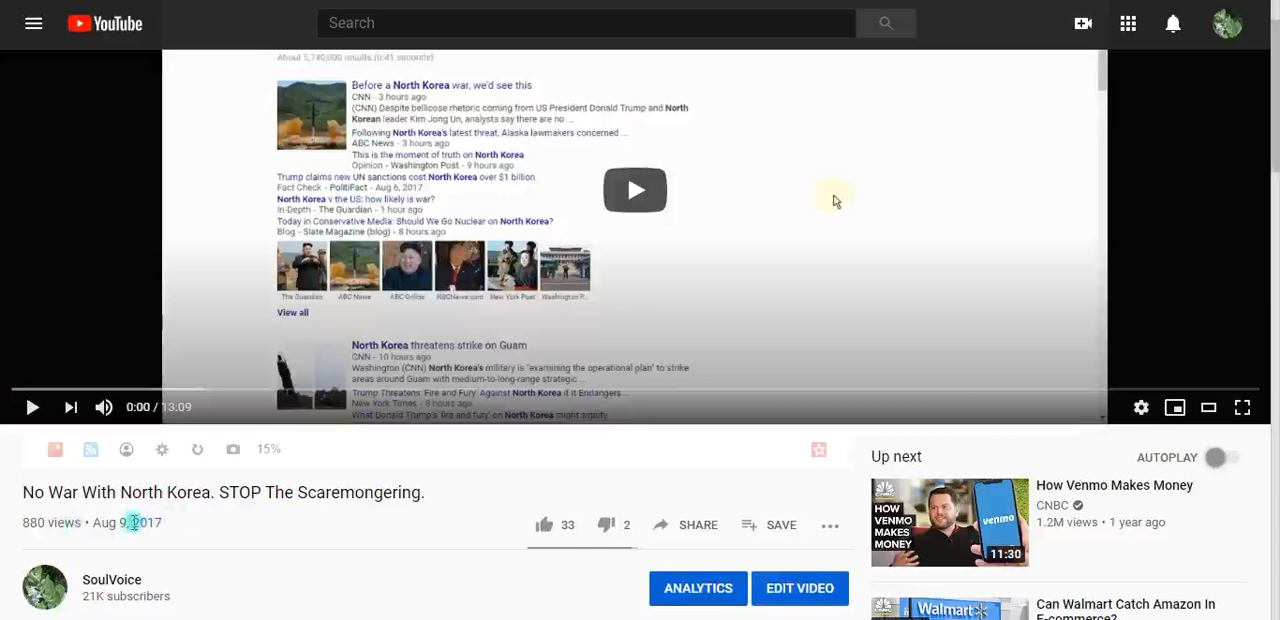 YouTube
Search
About 5,740,000 results (0.41 seconds)
Before a North Korea war, we'd see this
CNN - 3 hours ago
(CNN) Despite bellicose rhetoric coming from US President Donald Trump and North
Korean leader Kim Jong Un, analysts say there are no ...
Following North Korea's latest threat, Alaska lawmakers concerned ...
ABC News - 3 hours ago
This is the moment of truth on North Korea
Opinion - Washington Post - 9 hours ago
Trump claims new UN sanctions cost North Korea over $1 billion
Fact Check - PolitiFact - Aug 6, 2017
North Korea v the US: how likely is war?
In-Depth - The Guardian - 1 hour ago
Today in Conservative Media: Should We Go Nuclear on North Korea?
Blog - Slate Magazine (blog) - 8 hours ago
The Guardian ABC News ABC Online NBCNews.com New York Post Washington P...
View all
North Korea threatens strike on Guam
CNN - 10 hours ago
Washington (CNN) North Korea's military is "examining the operational plan" to strike
areas around Guam with medium-to-long-range strategic ...
Trump Threatens 'Fire and Fury' Against North Korea if it Endangers ...
New York Times - 8 hours ago
What Donald Trump's 'fire and fury' on North Korea might signify
0:00 / 13:09
15%
No War With North Korea. STOP The Scaremongering.
880 views • Aug 9, 2017
33 2 SHARE SAVE
SoulVoice
21K subscribers
ANALYTICS EDIT VIDEO
Up next AUTOPLAY
CNBC
HOW
VENMO
MAKES
MONEY
venmo
11:30
How Venmo Makes Money
CNBC
1.2M views • 1 year ago
CNBC
Walmart
Can Walmart Catch Amazon In
E-commerce?